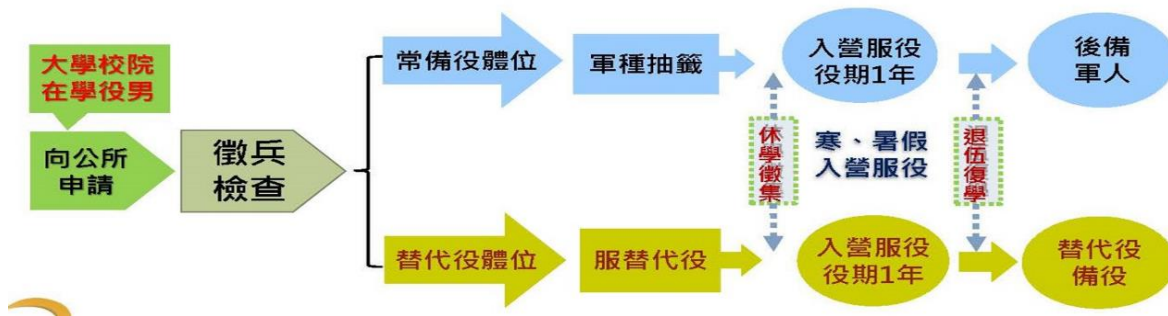 大學校院
在學役男
向公所
申請
徵兵
檢查
常備役體位
軍種抽籤
入營服役
役期1年
後備
軍人
休學徵集
寒、暑假
入營服役
退伍復學
替代役體位
服替代役
入營服役
役期1年
替代役
備役